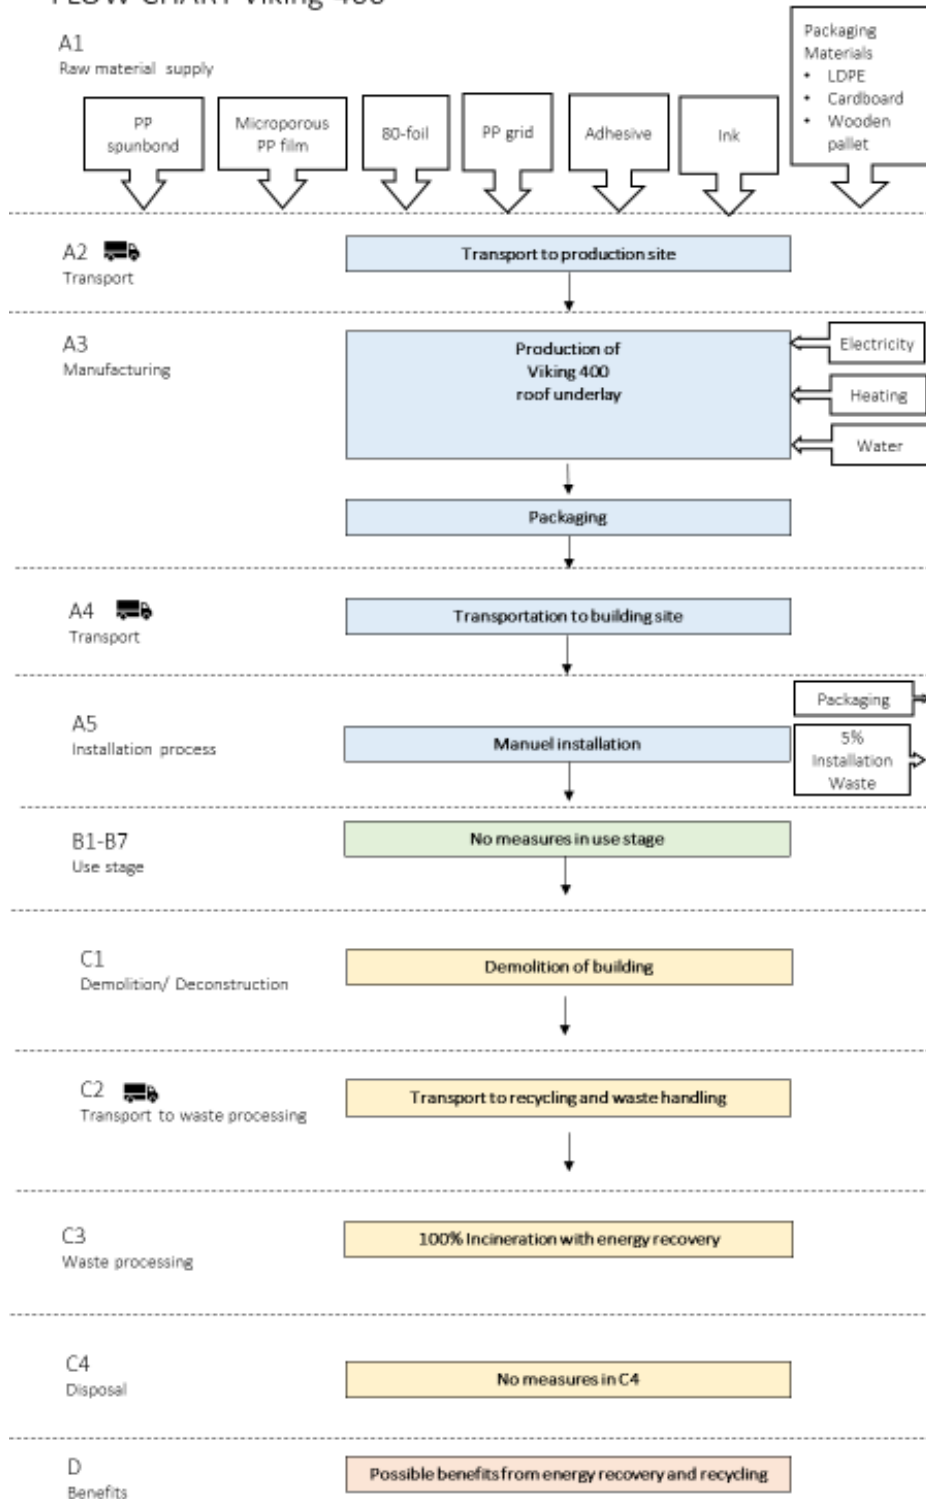 FLOW CHART Viking 400
A1
Raw material supply
PP
spunbond
Microporous
PP film
80-foil
PP grid
Adhesive
Ink
Packaging
Materials
• LDPE
• Cardboard
• Wooden
pallet
A2
Transport
Transport to production site
A3
Manufacturing
Production of
Viking 400
roof underlay
Electricity
Heating
Water
Packaging
A4
Transport
Transportation to building site
A5
Installation process
Manuel installation
Packaging
5%
Installation
Waste
B1-B7
Use stage
No measures in use stage
C1
Demolition/ Deconstruction
Demolition of building
C2
Transport to waste processing
Transport to recycling and waste handling
C3
Waste processing
100% Incineration with energy recovery
C4
Disposal
No measures in C4
D
Benefits
Possible benefits from energy recovery and recycling